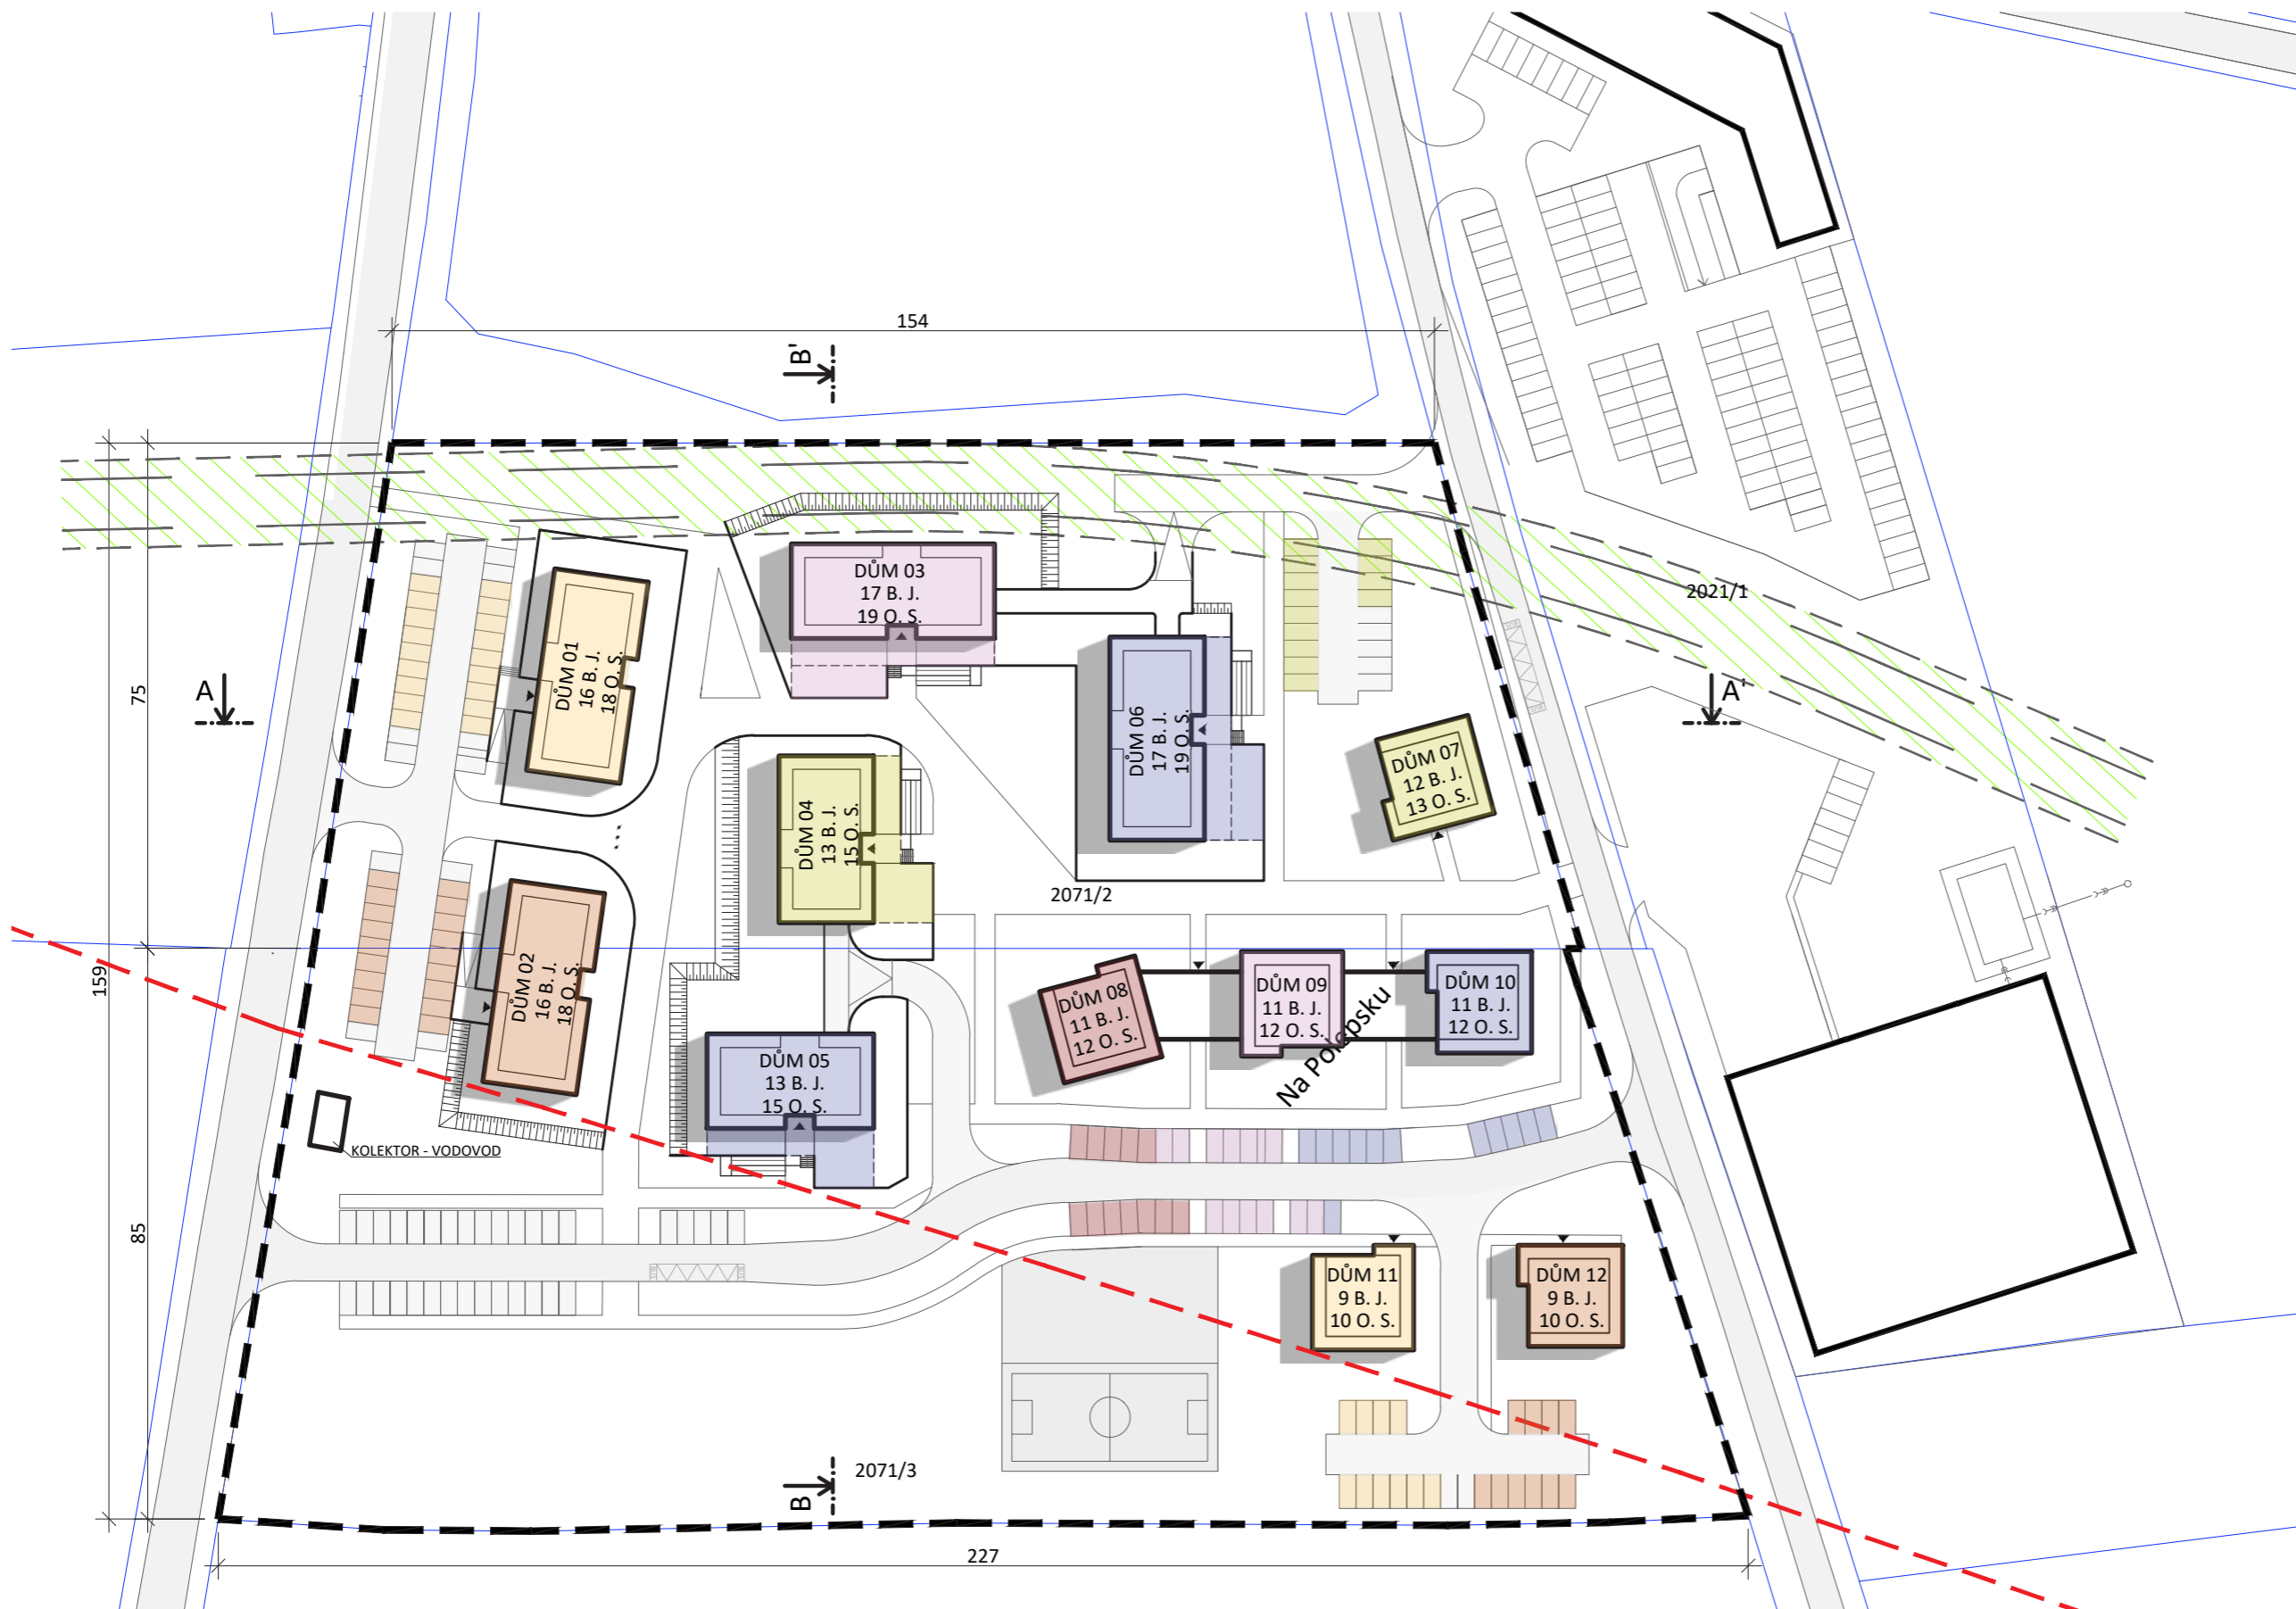 154
B'
2021/1
DŮM 03
17 B. J.
19 O. S.
DŮM 01
16 B. J.
18 O. S.
75
A
A'
DŮM 06
17 B. J.
19 O. S.
DŮM 07
12 B. J.
13 O. S.
DŮM 04
13 B. J.
15 O. S.
2071/2
159
DŮM 02
16 B. J.
18 O. S.
DŮM 08
11 B. J.
12 O. S.
DŮM 09
11 B. J.
12 O. S.
DŮM 10
11 B. J.
12 O. S.
Na Polepsku
DŮM 05
13 B. J.
15 O. S.
KOLEKTOR - VODOVOD
85
DŮM 11
9 B. J.
10 O. S.
DŮM 12
9 B. J.
10 O. S.
2071/3
B
227